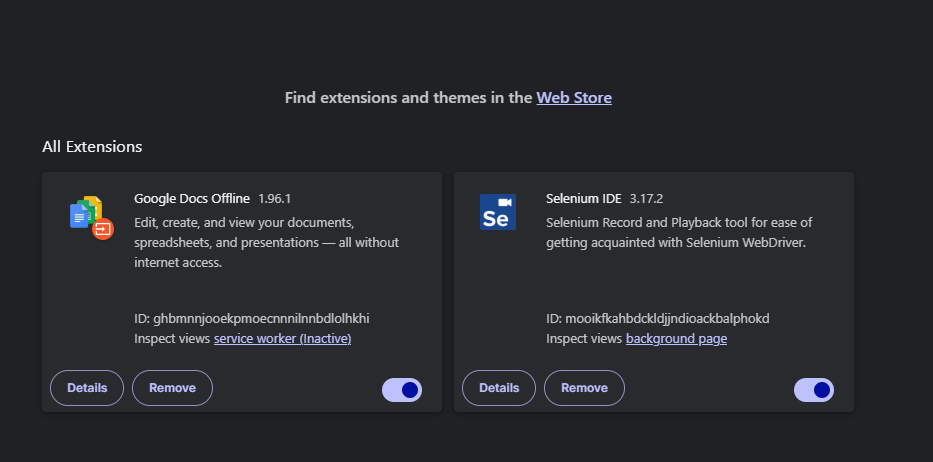 Find extensions and themes in the Web Store
All Extensions
Google Docs Offline 1.96.1
Edit, create, and view your documents,
spreadsheets, and presentations — all without
internet access.
ID: ghbmnnjooekpmoecnnnilnnbdlolhkhi
Inspect views service worker (Inactive)
Details
Remove
Se
Selenium IDE 3.17.2
Selenium Record and Playback tool for ease of
getting acquainted with Selenium WebDriver.
ID: mooikfkahbdckldjjndioackbalphokd
Inspect views background page
Details
Remove